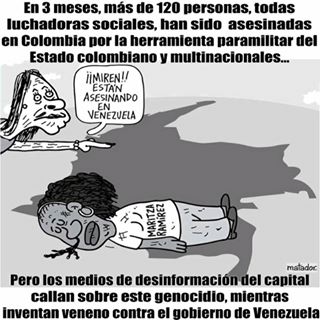 En 3 meses, más de 120 personas, todas
luchadoras sociales, han sido asesinadas
en Colombia por la herramienta paramilitar del
Estado colombiano y multinacionales...
¡¡MIREN!!
ESTÁN
ASESINANDO
EN
VENEZUELA
MARITZA
RAMÍREZ
matador.
Pero los medios de desinformación del capital
callan sobre este genocidio, mientras
inventan veneno contra el gobierno de Venezuela